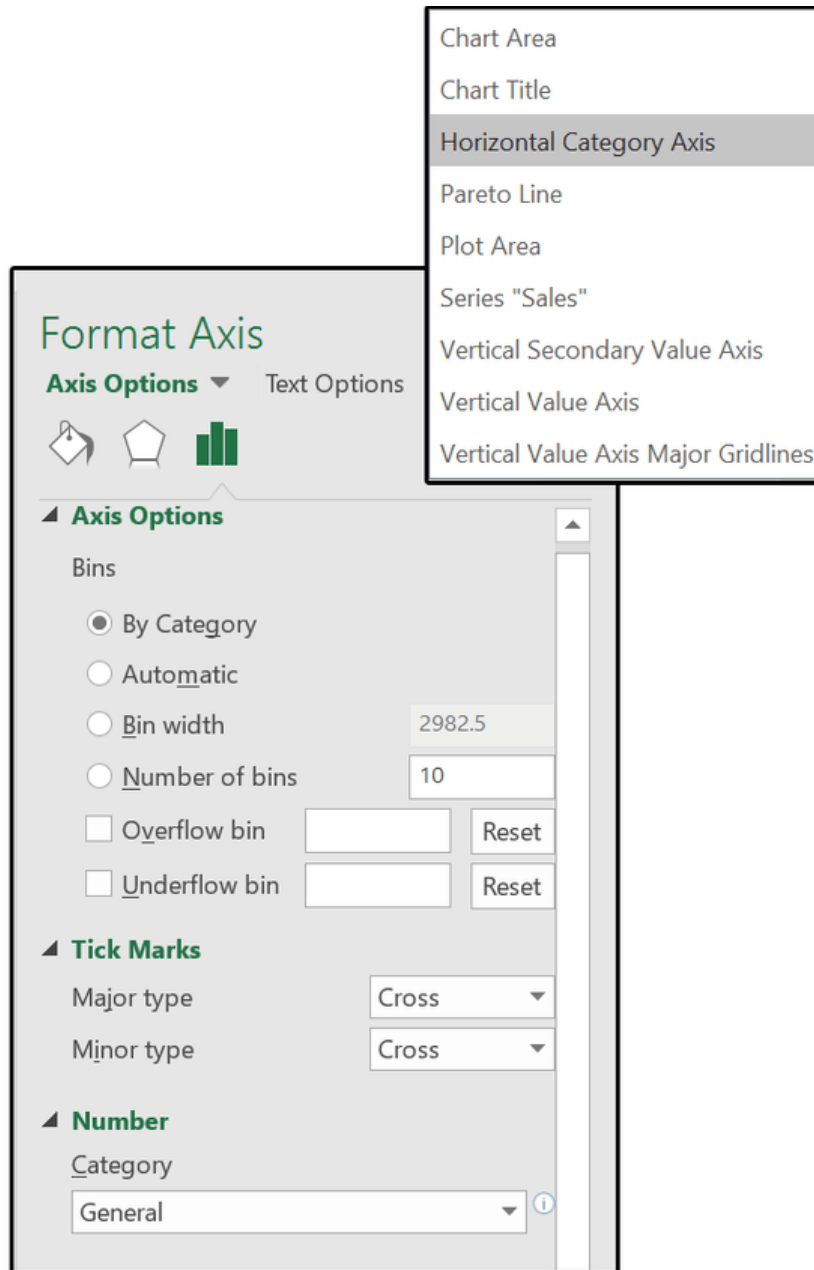 Chart Area
Chart Title
Horizontal Category Axis
Pareto Line
Plot Area
Series "Sales"
Vertical Secondary Value Axis
Vertical Value Axis
Vertical Value Axis Major Gridlines
Format Axis
Axis Options Text Options
Axis Options
Bins
By Category
Automatic
Bin width 2982.5
Number of bins 10
Overflow bin Reset
Underflow bin Reset
Tick Marks
Major type Cross
Minor type Cross
Number
Category
General